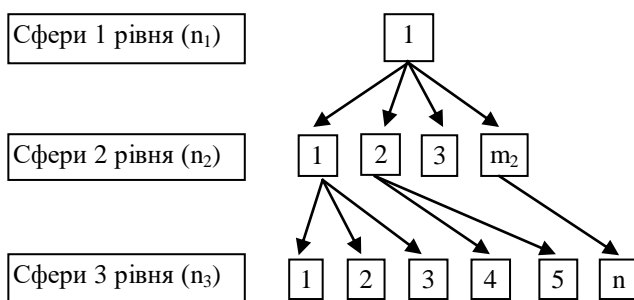 Сфери 1 рівня (n₁) 1
Сфери 2 рівня (n₂) 1 2 3 m₂
Сфери 3 рівня (n₃) 1 2 3 4 5 n